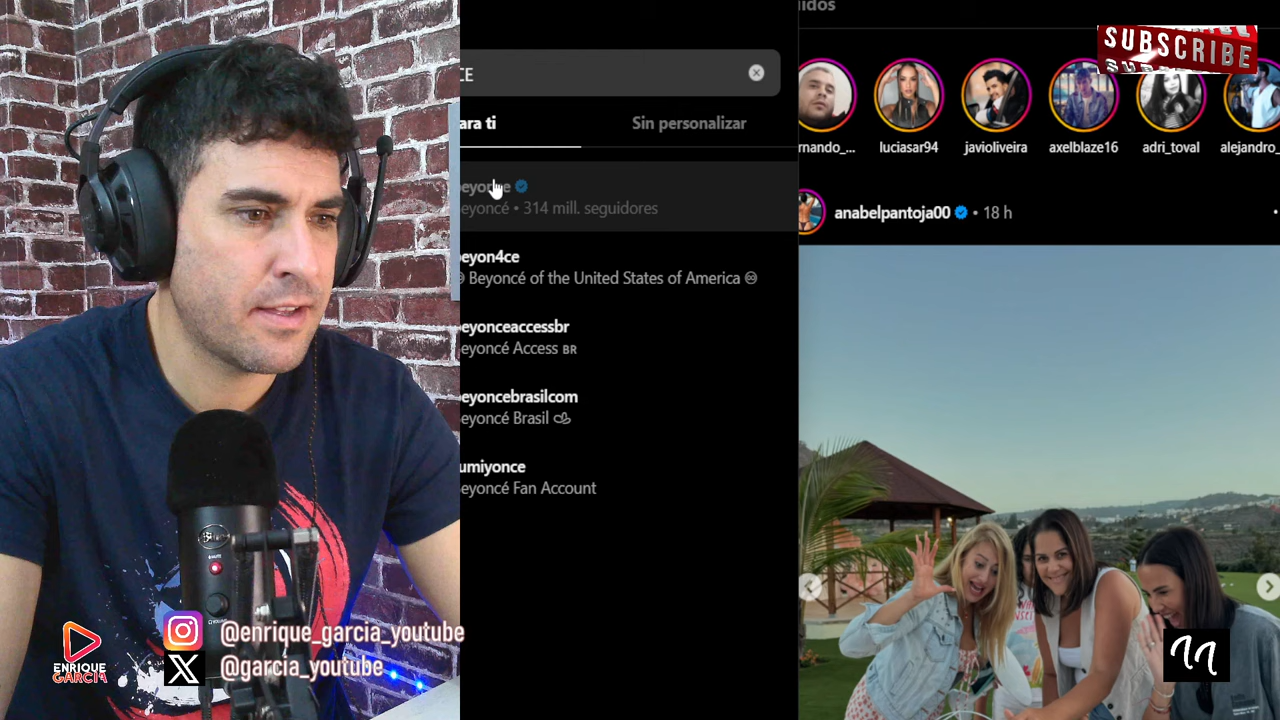 idos
SUBSCRIBE
CE
ara ti
Sin personalizar
eyonce
eyoncé • 314 mill. seguidores
eyon4ce
Beyoncé of the United States of America
eyonceaccessbr
eyoncé Access BR
eyoncebrasilcom
eyoncé Brasil
umiyonce
eyoncé Fan Account
rnando_...
luciasar94
javioliveira
axelblaze16
adri_toval
alejandro_
anabelpantoja00 • 18 h
ENRIQUE
GARCIA
@enrique_garcia_youtube
@garcia_youtube